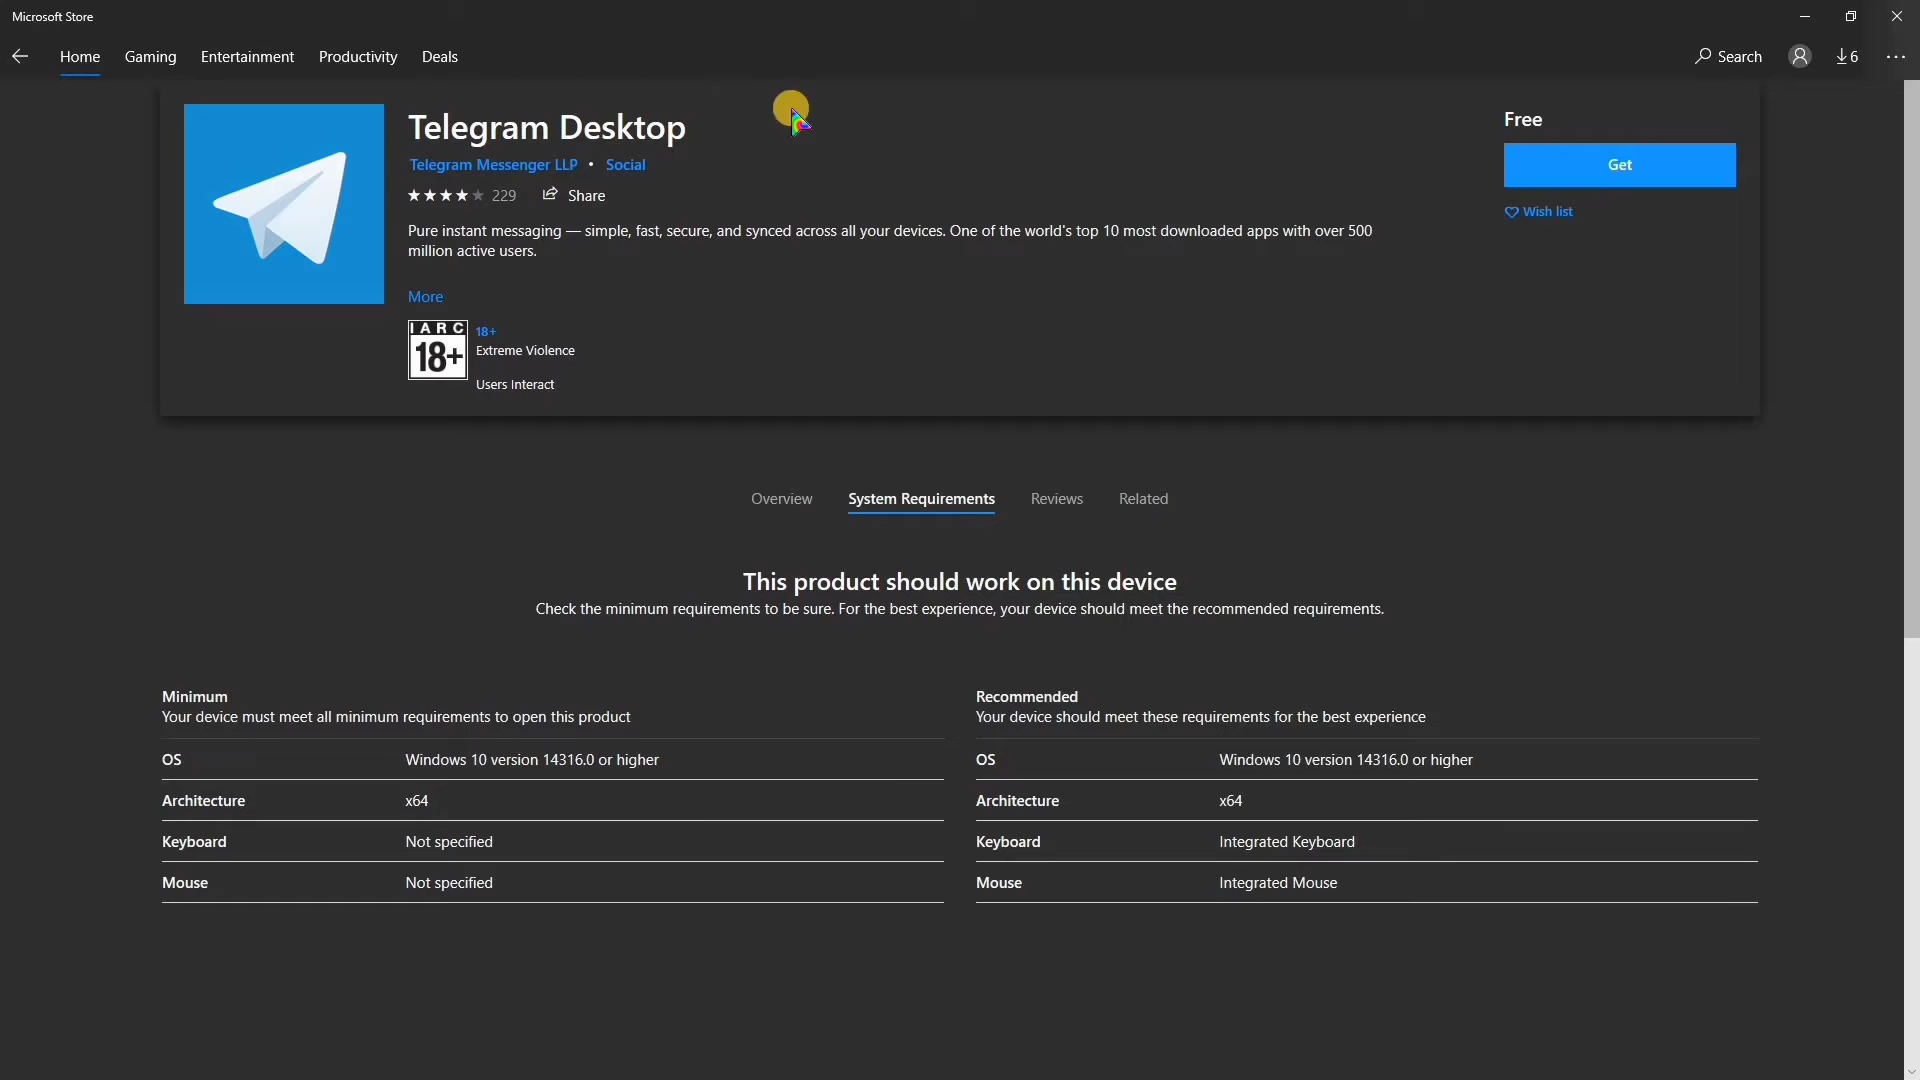 Microsoft Store
Home Gaming Entertainment Productivity Deals Search 6
Telegram Desktop
Telegram Messenger LLP • Social
229 Share
Pure instant messaging — simple, fast, secure, and synced across all your devices. One of the world's top 10 most downloaded apps with over 500
million active users.
More
IARC
18+
18+
Extreme Violence
Users Interact
Free
Get
Wish list
Overview System Requirements Reviews Related
This product should work on this device
Check the minimum requirements to be sure. For the best experience, your device should meet the recommended requirements.
Minimum
Your device must meet all minimum requirements to open this product
OS Windows 10 version 14316.0 or higher
Architecture x64
Keyboard Not specified
Mouse Not specified
Recommended
Your device should meet these requirements for the best experience
OS Windows 10 version 14316.0 or higher
Architecture x64
Keyboard Integrated Keyboard
Mouse Integrated Mouse